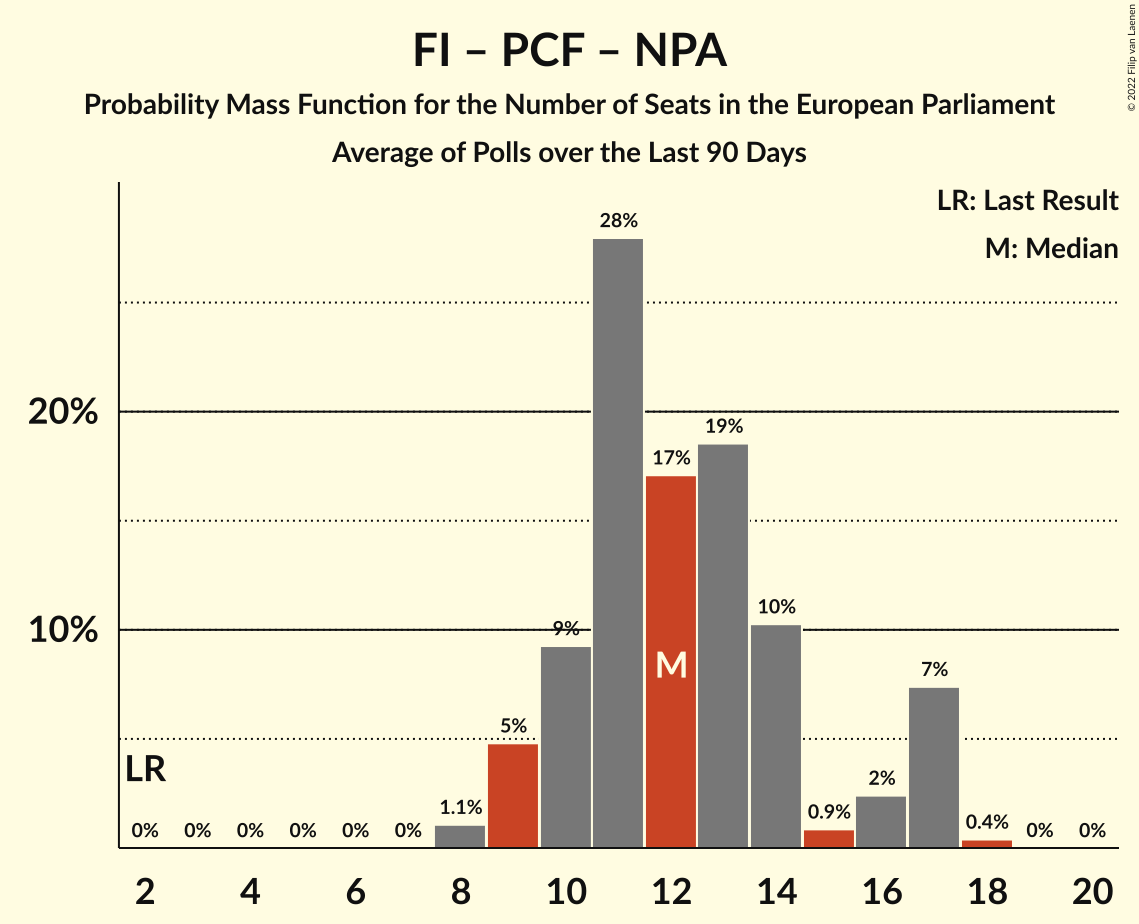 FI – PCF – NPA
Probability Mass Function for the Number of Seats in the European Parliament
Average of Polls over the Last 90 Days
© 2022 Filip van Laenen
LR: Last Result
M: Median
28%
20%
19%
17%
10%
10%
9%
M
7%
5%
LR
2%
1.1%
0.9%
0.4%
0% 0% 0% 0% 0% 0% 0% 0%
2 4 6 8 10 12 14 16 18 20